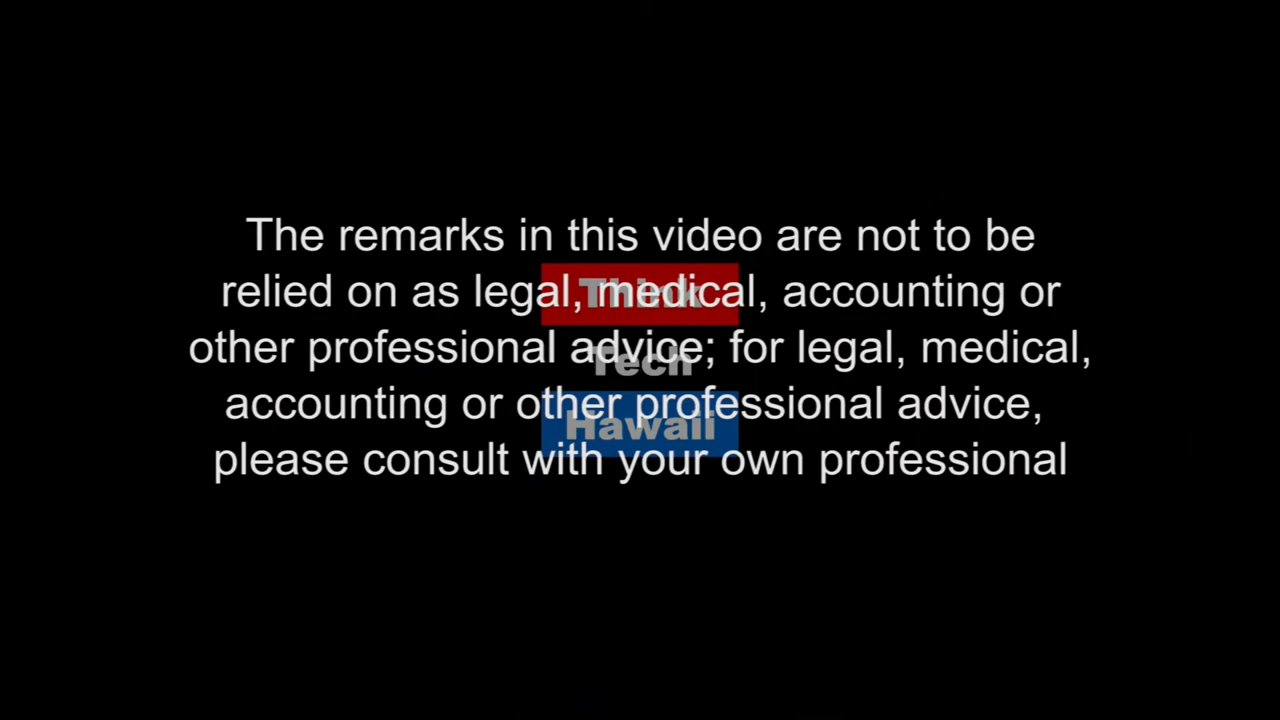 The remarks in this video are not to be
relied on as legal, medical, accounting or
other professional advice; for legal, medical,
accounting or other professional advice,
please consult with your own professional
Think
Tech
Hawaii